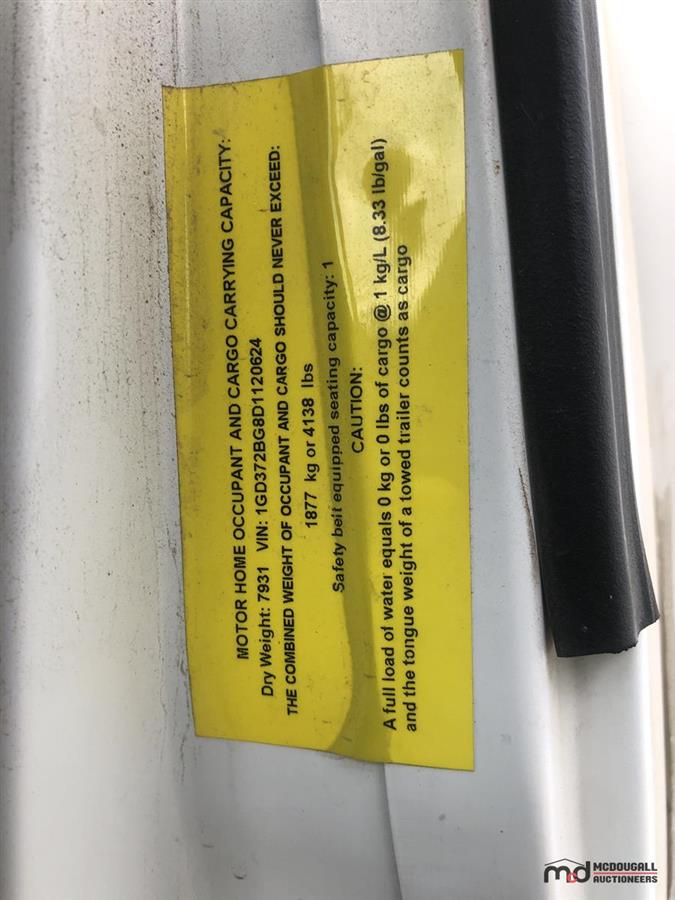 MOTOR HOME OCCUPANT AND CARGO CARRYING CAPACITY:
Dry Weight: 7931 VIN: 1GD372BG8D1120624
THE COMBINED WEIGHT OF OCCUPANT AND CARGO SHOULD NEVER EXCEED:
1877 kg or 4138 lbs
Safety belt equipped seating capacity: 1
CAUTION:
A full load of water equals 0 kg or 0 lbs of cargo @ 1 kg/L (8.33 lb/gal)
and the tongue weight of a towed trailer counts as cargo
md MCDOUGALL
AUCTIONEERS